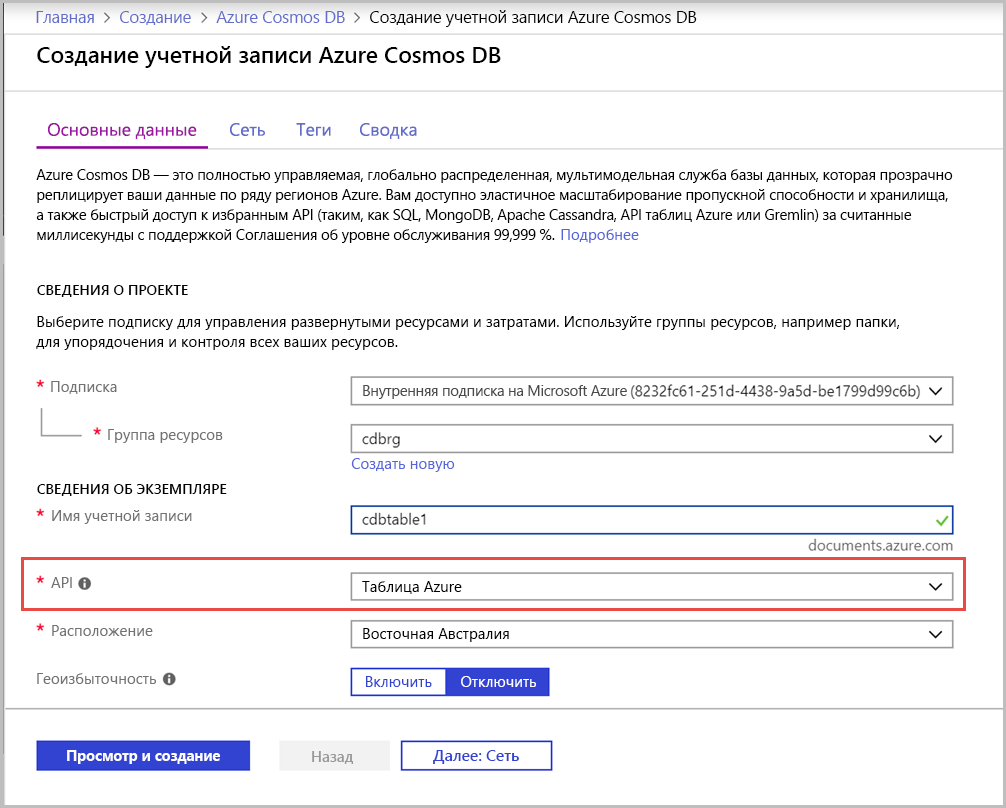 Главная > Создание > Azure Cosmos DB > Создание учетной записи Azure Cosmos DB
Создание учетной записи Azure Cosmos DB
Основные данные Сеть Теги Сводка
Azure Cosmos DB — это полностью управляемая, глобально распределенная, мультимодельная служба базы данных, которая прозрачно
реплицирует ваши данные по ряду регионов Azure. Вам доступно эластичное масштабирование пропускной способности и хранилища,
а также быстрый доступ к избранным API (таким, как SQL, MongoDB, Apache Cassandra, API таблиц Azure или Gremlin) за считанные
миллисекунды с поддержкой Соглашения об уровне обслуживания 99,999 %. Подробнее
СВЕДЕНИЯ О ПРОЕКТЕ
Выберите подписку для управления развернутыми ресурсами и затратами. Используйте группы ресурсов, например папки,
для упорядочения и контроля всех ваших ресурсов.
* Подписка Внутренняя подписка на Microsoft Azure (8232fc61-251d-4438-9a5d-be1799d99c6b)
* Группа ресурсов cdbrg
Создать новую
СВЕДЕНИЯ ОБ ЭКЗЕМПЛЯРЕ
* Имя учетной записи cdbtable1
documents.azure.com
* API Таблица Azure
* Расположение Восточная Австралия
Геоизбыточность Включить Отключить
Просмотр и создание Назад Далее: Сеть